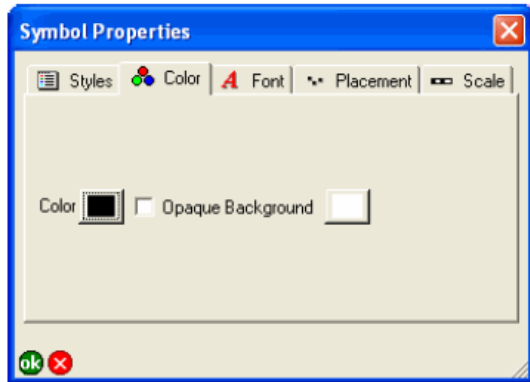 Symbol Properties
Styles Color A Font Placement Scale
Color Opaque Background
ok